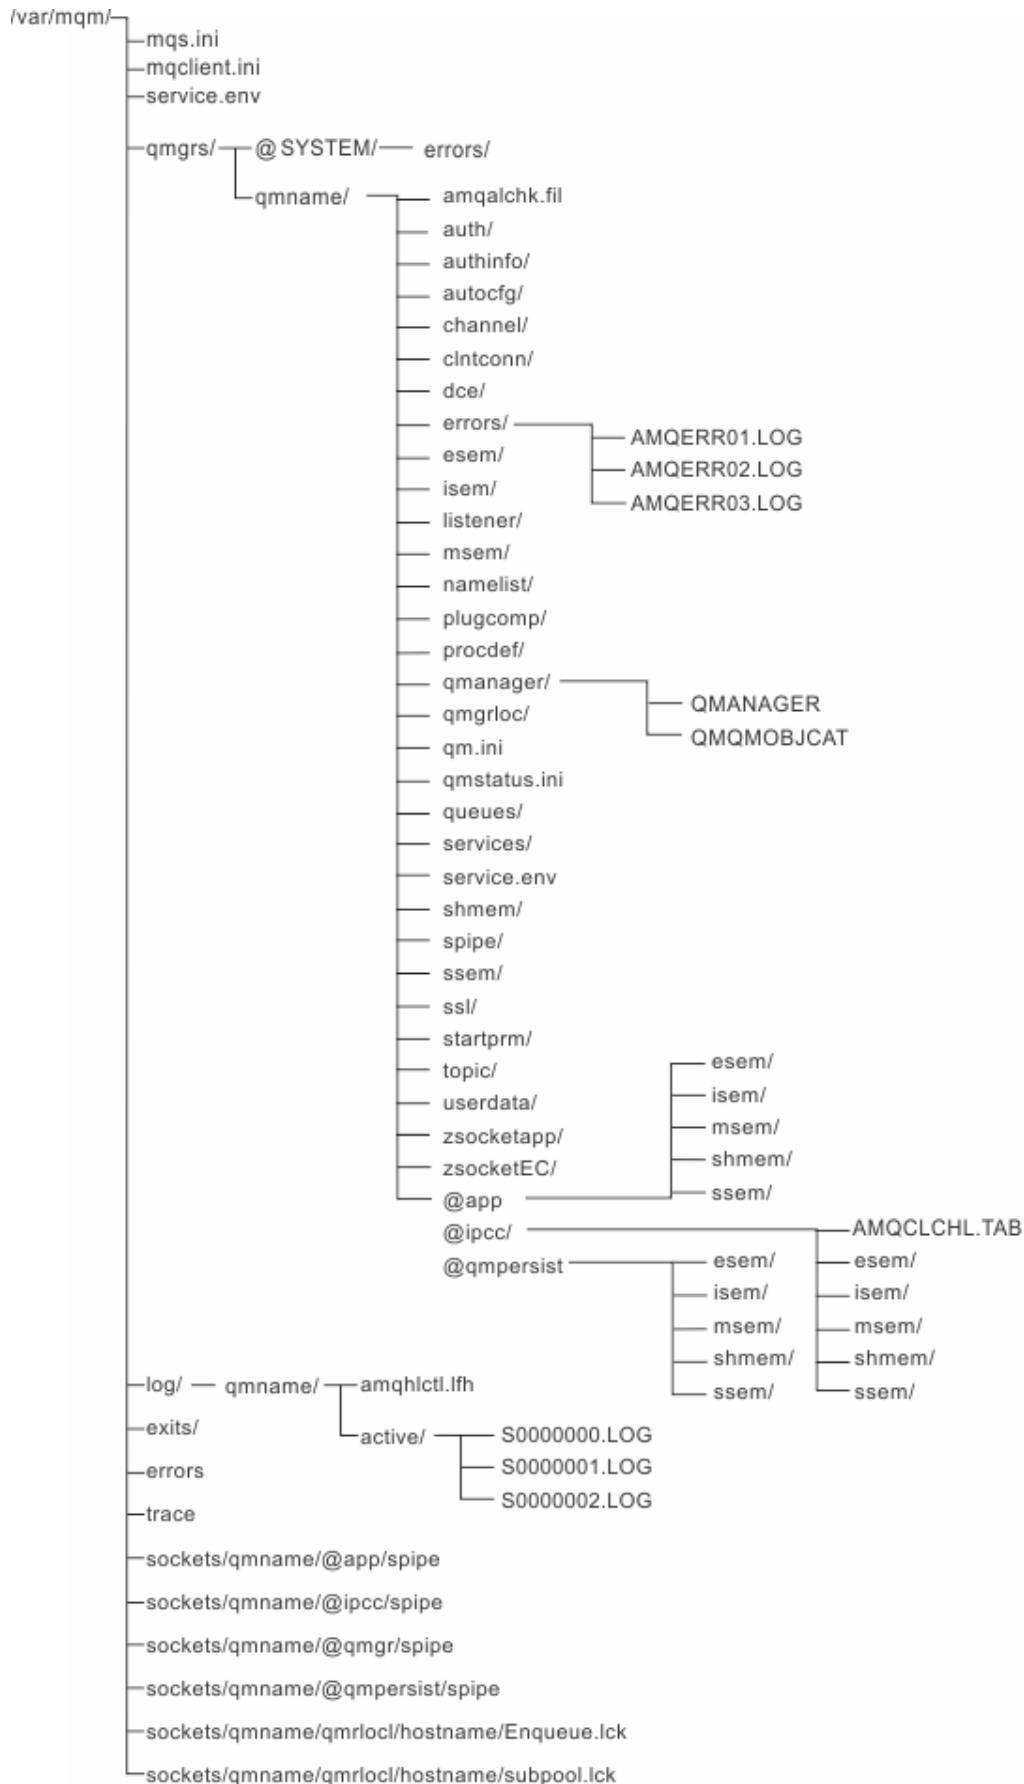 /var/mqm/
mqs.ini
mqclient.ini
service.env
qmgrs/ @SYSTEM/ errors/
qmname/ amqalchk.fil
auth/
authinfo/
autocfg/
channel/
clntconn/
dce/
errors/
AMQERR01.LOG
esem/
AMQERR02.LOG
isem/
AMQERR03.LOG
listener/
msem/
namelist/
plugcomp/
procdef/
qmanager/
QMANAGER
qmgrloc/
QMQMOBJCAT
qm.ini
qmstatus.ini
queues/
services/
service.env
shmem/
spipe/
ssem/
ssl/
startprm/
topic/ esem/
userdata/ isem/
zsocketapp/ msem/
zsocketEC/ shmem/
@app ssem/
@ipcc/ AMQCLCHL.TAB
@qmpersist esem/ esem/
isem/ isem/
msem/ msem/
shmem/ shmem/
ssem/ ssem/
log/ qmname/ amqhlctl.lfh
exits/ active/ S0000000.LOG
errors S0000001.LOG
S0000002.LOG
trace
sockets/qmname/@app/spipe
sockets/qmname/@ipcc/spipe
sockets/qmname/@qmgr/spipe
sockets/qmname/@qmpersist/spipe
sockets/qmname/qmrlocl/hostname/Enqueue.lck
sockets/qmname/qmrlocl/hostname/subpool.lck